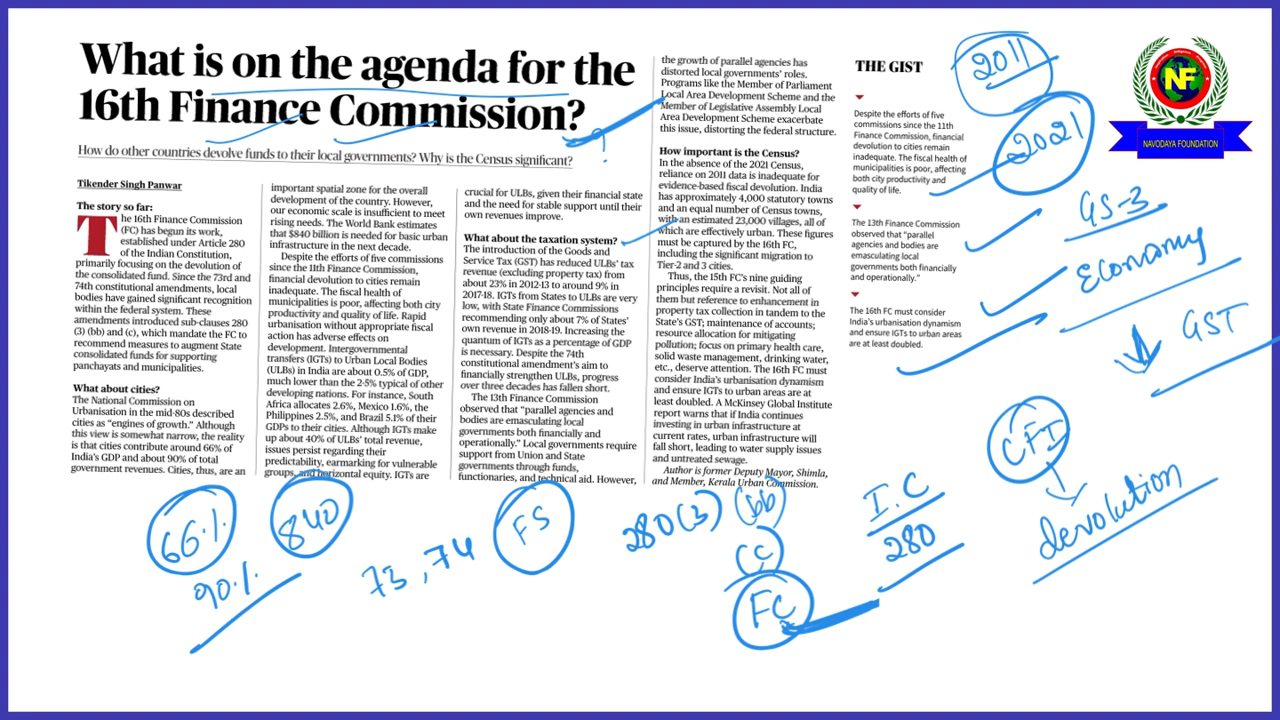 What is on the agenda for the
16th Finance Commission?
How do other countries devolve funds to their local governments? Why is the Census significant?
Tikender Singh Panwar
The story so far:
The 16th Finance Commission
(FC) has begun its work,
established under Article 280
of the Indian Constitution,
primarily focusing on the devolution of
the consolidated fund. Since the 73rd and
74th constitutional amendments, local
bodies have gained significant recognition
within the federal system. These
amendments introduced sub-clauses 280
(3) (bb) and (c), which mandate the FC to
recommend measures to augment State
consolidated funds for supporting
panchayats and municipalities.
What about cities?
The National Commission on
Urbanisation in the mid-80s described
cities as “engines of growth.” Although
this view is somewhat narrow, the reality
is that cities contribute around 66% of
India's GDP and about 90% of total
government revenues. Cities, thus, are an
important spatial zone for the overall
development of the country. However,
our economic scale is insufficient to meet
rising needs. The World Bank estimates
that $840 billion is needed for basic urban
infrastructure in the next decade.
Despite the efforts of five commissions
since the 11th Finance Commission,
financial devolution to cities remains
inadequate. The fiscal health of
municipalities is poor, affecting both city
productivity and quality of life. Rapid
urbanisation without appropriate fiscal
action has adverse effects on
development. Intergovernmental
transfers (IGTs) to Urban Local Bodies
(ULBs) in India are about 0.5% of GDP,
much lower than the 2-5% typical of other
developing nations. For instance, South
Africa allocates 2.6%, Mexico 1.6%, the
Philippines 2.5%, and Brazil 5.1% of their
GDPs to their cities. Although IGTs make
up about 40% of ULBs' total revenue,
issues persist regarding their
predictability, earmarking for vulnerable
groups, and horizontal equity. IGTs are
crucial for ULBs, given their financial state
and the need for stable support until their
own revenues improve.
What about the taxation system?
The introduction of the Goods and
Service Tax (GST) has reduced ULBs' tax
revenue (excluding property tax) from
about 23% in 2012-13 to around 9% in
2017-18. IGTs from States to ULBs are very
low, with State Finance Commissions
recommending only about 7% of States'
own revenue in 2018-19. Increasing the
quantum of IGTs as a percentage of GDP
is necessary. Despite the 74th
constitutional amendment's aim to
financially strengthen ULBs, progress
over three decades has fallen short.
The 13th Finance Commission
observed that “parallel agencies and
bodies are emasculating local
governments both financially and
operationally.” Local governments require
support from Union and State
governments through funds,
functionaries, and technical aid. However,
the growth of parallel agencies has
distorted local governments' roles.
Programs like the Member of Parliament
Local Area Development Scheme and the
Member of Legislative Assembly Local
Area Development Scheme exacerbate
this issue, distorting the federal structure.
How important is the Census?
In the absence of the 2021 Census,
reliance on 2011 data is inadequate for
evidence-based fiscal devolution. India
has approximately 4,000 statutory towns
and an equal number of Census towns,
with an estimated 23,000 villages, all of
which are effectively urban. These figures
must be captured by the 16th FC,
including the significant migration to
Tier-2 and 3 cities.
Thus, the 15th FC's nine guiding
principles require a revisit. Not all of
them but reference to enhancement in
property tax collection in tandem to the
State's GST; maintenance of accounts;
resource allocation for mitigating
pollution; focus on primary health care,
solid waste management, drinking water,
etc., deserve attention. The 16th FC must
consider India's urbanisation dynamism
and ensure IGTs to urban areas are at
least doubled. A McKinsey Global Institute
report warns that if India continues
investing in urban infrastructure at
current rates, urban infrastructure will
fall short, leading to water supply issues
and untreated sewage.
Author is former Deputy Mayor, Shimla,
and Member, Kerala Urban Commission.
THE GIST
Despite the efforts of five
commissions since the 11th
Finance Commission, financial
devolution to cities remains
inadequate. The fiscal health of
municipalities is poor, affecting
both city productivity and
quality of life.
The 13th Finance Commission
observed that “parallel
agencies and bodies are
emasculating local
governments both financially
and operationally.”
The 16th FC must consider
India's urbanisation dynamism
and ensure IGTs to urban areas
are at least doubled.
?
2011
2021
GS-3
Economy
GST
CFI
devolution
I.C
280
66%
90%
840
73, 74
FS
280(3) (bb)
(c)
FC
NF
NAVODAYA FOUNDATION